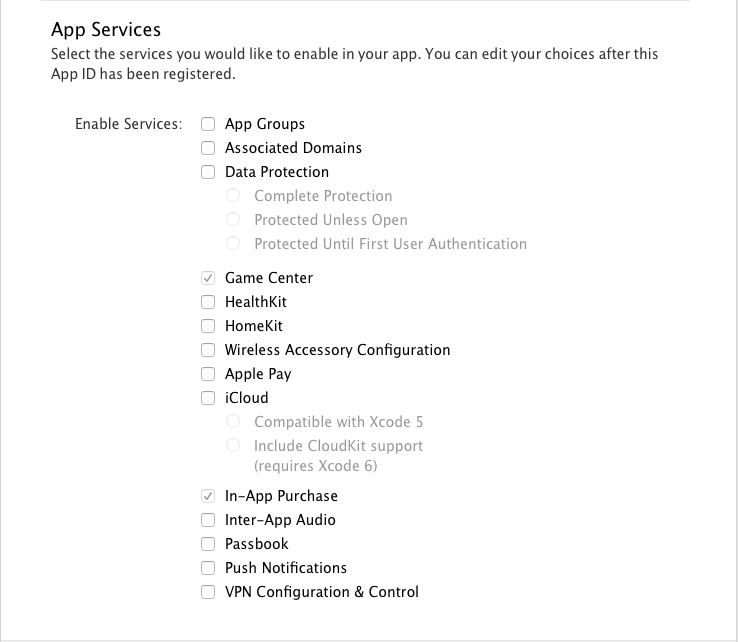 App Services
Select the services you would like to enable in your app. You can edit your choices after this
App ID has been registered.
Enable Services:
App Groups
Associated Domains
Data Protection
Complete Protection
Protected Unless Open
Protected Until First User Authentication
Game Center
HealthKit
HomeKit
Wireless Accessory Configuration
Apple Pay
iCloud
Compatible with Xcode 5
Include CloudKit support
(requires Xcode 6)
In-App Purchase
Inter-App Audio
Passbook
Push Notifications
VPN Configuration & Control